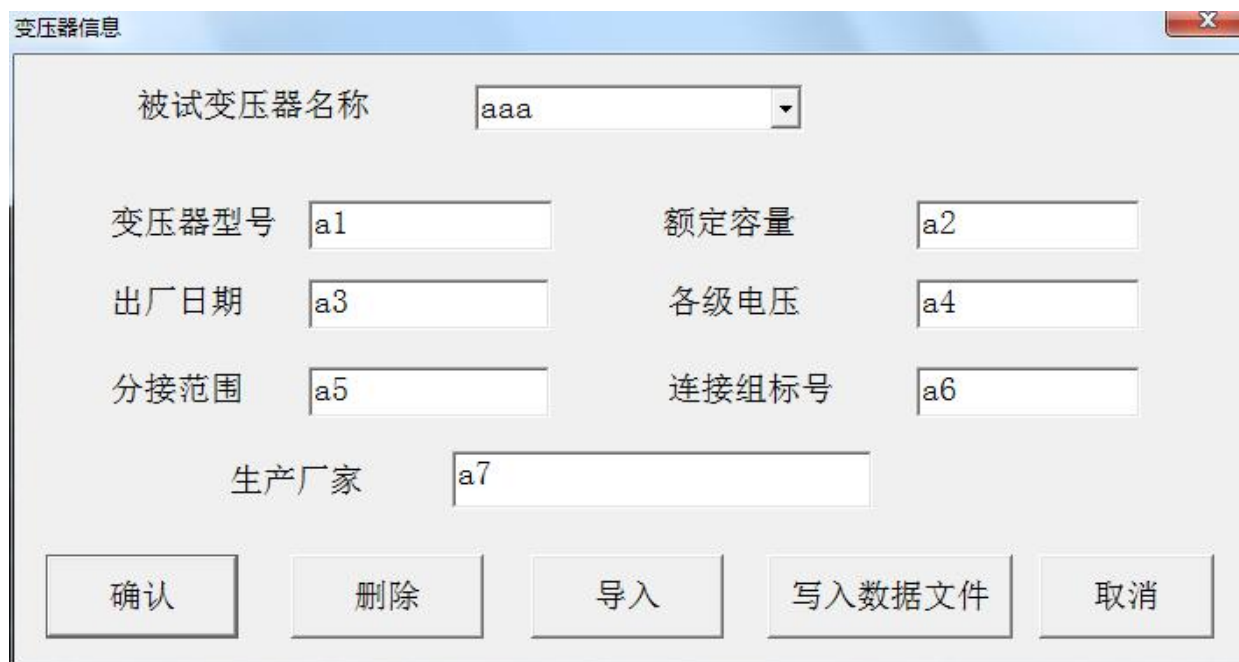 变压器信息
被试变压器名称 aaa
变压器型号 a1 额定容量 a2
出厂日期 a3 各级电压 a4
分接范围 a5 连接组标号 a6
生产厂家 a7
确认 删除 导入 写入数据文件 取消